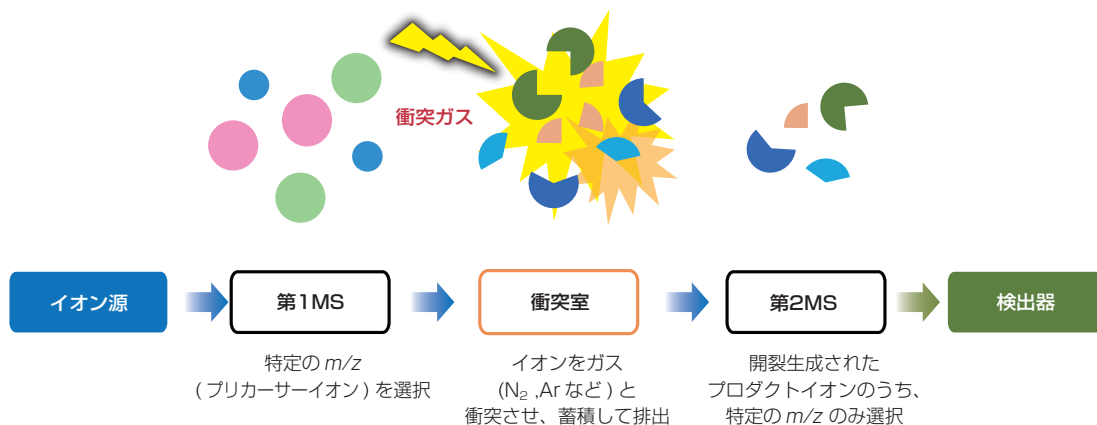 衝突ガス
イオン源
第1MS
衝突室
第2MS
検出器
特定の m/z
( プリカーサーイオン ) を選択
イオンをガス
(N₂ ,Ar など ) と
衝突させ、蓄積して排出
開裂生成された
プロダクトイオンのうち、
特定の m/z のみ選択